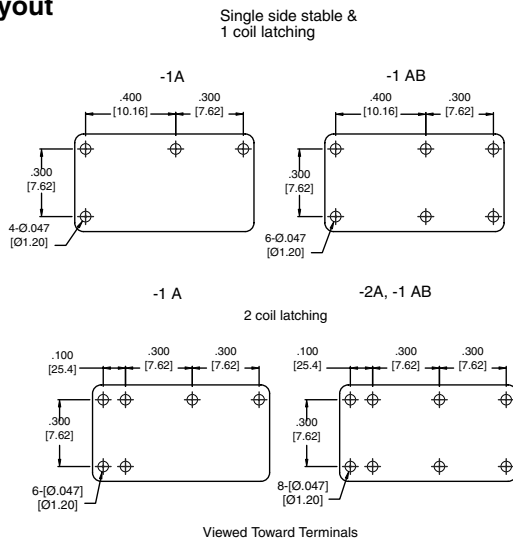 yout
Single side stable &
1 coil latching
-1A
-1 AB
.400
[10.16]
.300
[7.62]
.400
[10.16]
.300
[7.62]
.300
[7.62]
.300
[7.62]
4-Ø.047
[Ø1.20]
6-Ø.047
[Ø1.20]
-1 A
-2A, -1 AB
2 coil latching
.100
[25.4]
.300
[7.62]
.300
[7.62]
.100
[25.4]
.300
[7.62]
.300
[7.62]
.300
[7.62]
.300
[7.62]
6-[Ø.047]
[Ø1.20]
8-[Ø.047]
[Ø1.20]
Viewed Toward Terminals